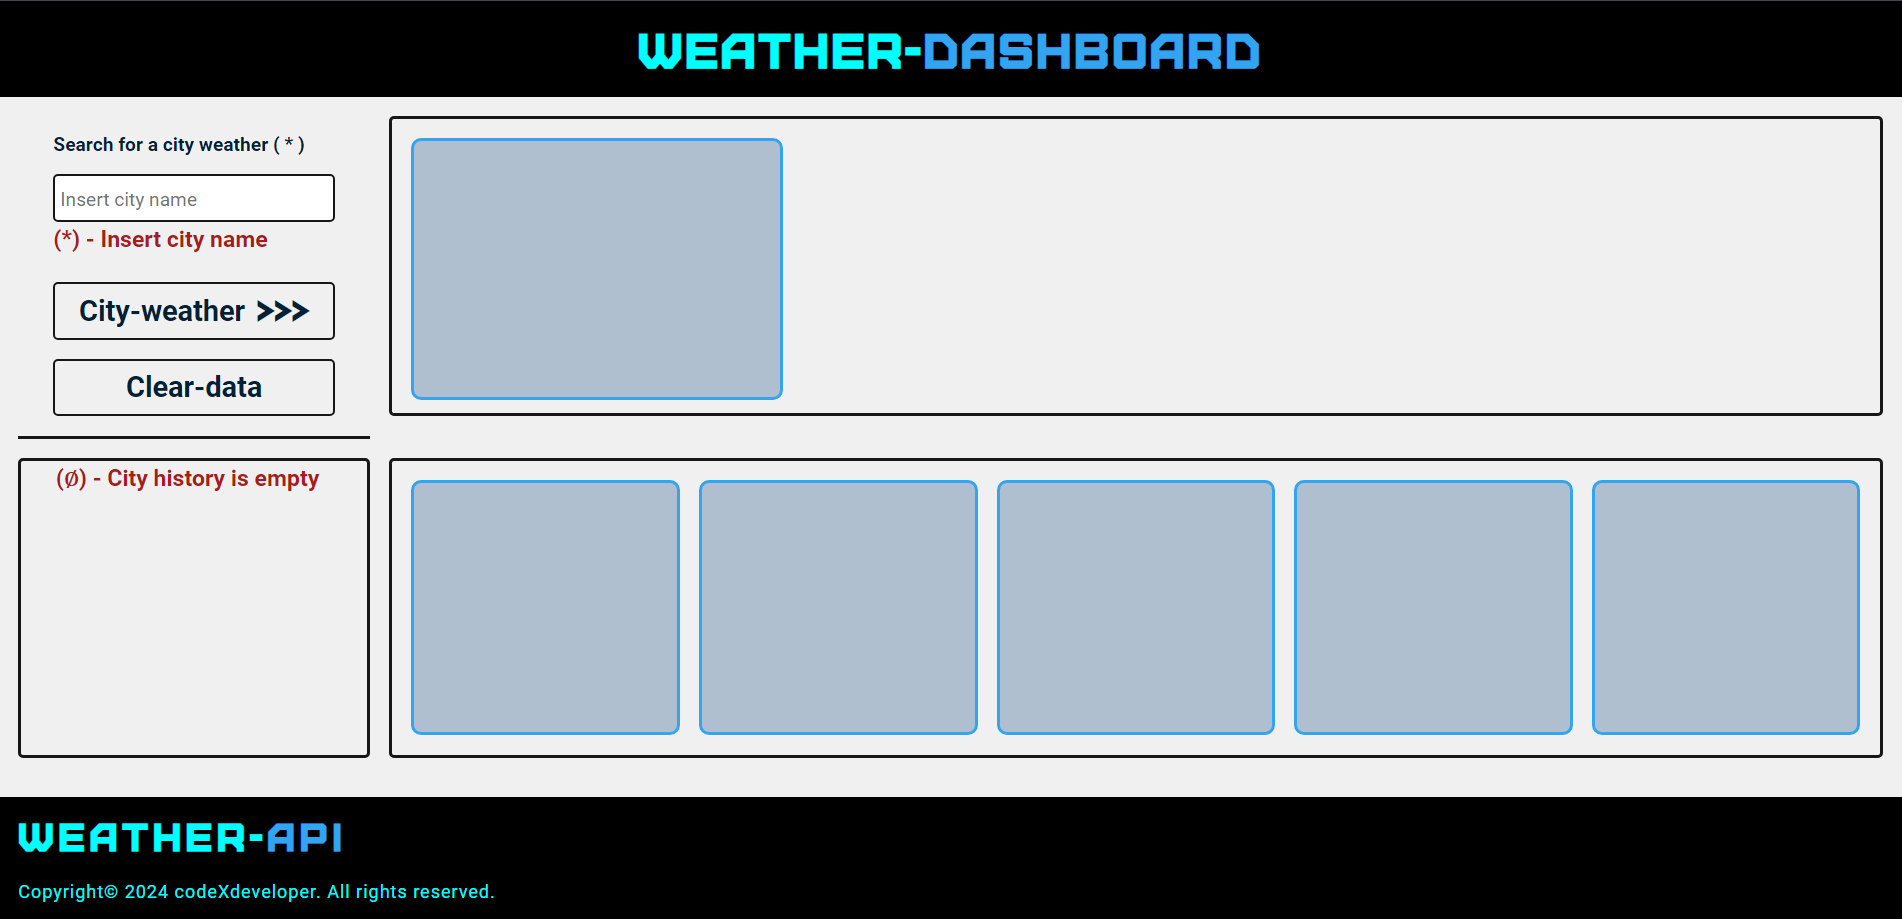 WEATHER-DASHBOARD
Search for a city weather ( * )
Insert city name
(*) - Insert city name
City-weather >>>
Clear-data
(Ø) - City history is empty
WEATHER-API
Copyright© 2024 codeXdeveloper. All rights reserved.